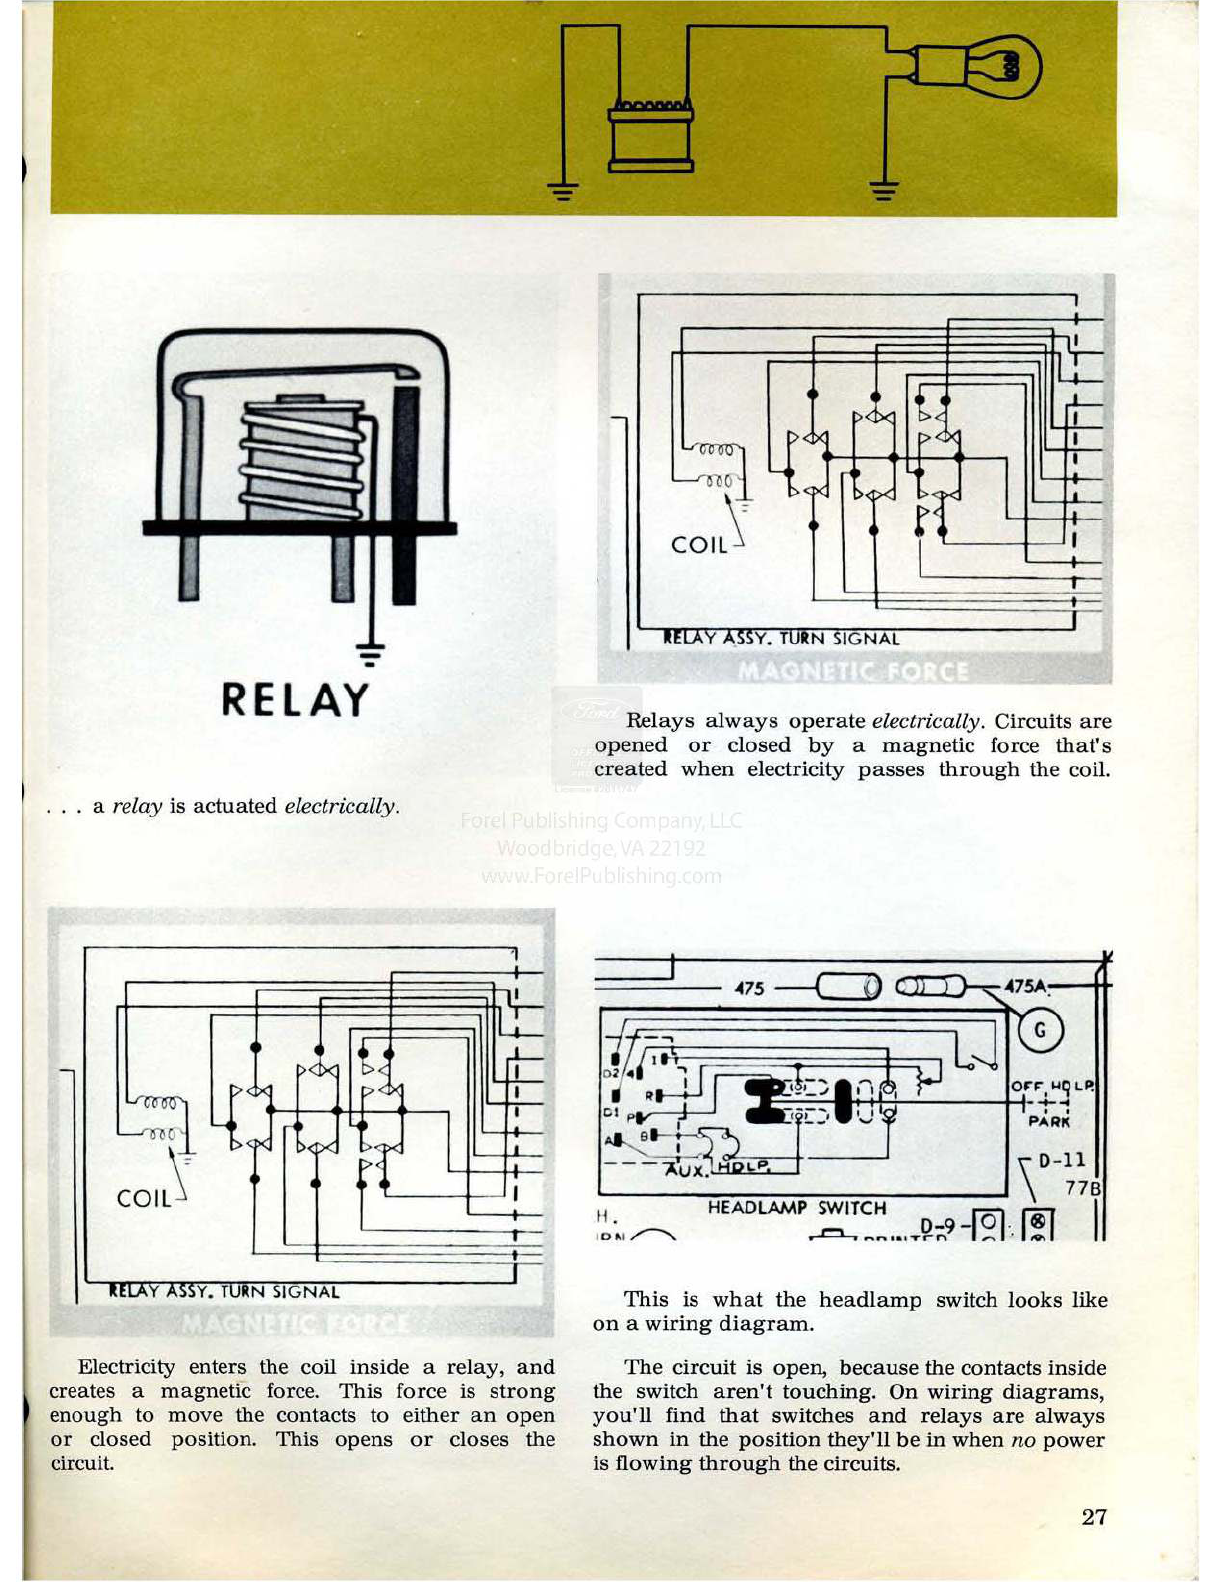 RELAY
. . . a relay is actuated electrically.
COIL
RELAY ASSY. TURN SIGNAL
MAGNETIC FORCE
Relays always operate electrically. Circuits are
opened or closed by a magnetic force that's
created when electricity passes through the coil.
Ford
Forel Publishing Company, LLC
Woodbridge, VA 22192
www.ForelPublishing.com
COIL
RELAY ASSY. TURN SIGNAL
MAGNETIC FORCE
Electricity enters the coil inside a relay, and
creates a magnetic force. This force is strong
enough to move the contacts to either an open
or closed position. This opens or closes the
circuit.
475
475A
G
D2
4
I
D1
R
P
A
B
AUX.
HDLP.
OFF HDLP.
PARK
D-11
77B
HEADLAMP SWITCH
H.
D-9
This is what the headlamp switch looks like
on a wiring diagram.
The circuit is open, because the contacts inside
the switch aren't touching. On wiring diagrams,
you'll find that switches and relays are always
shown in the position they'll be in when no power
is flowing through the circuits.
27